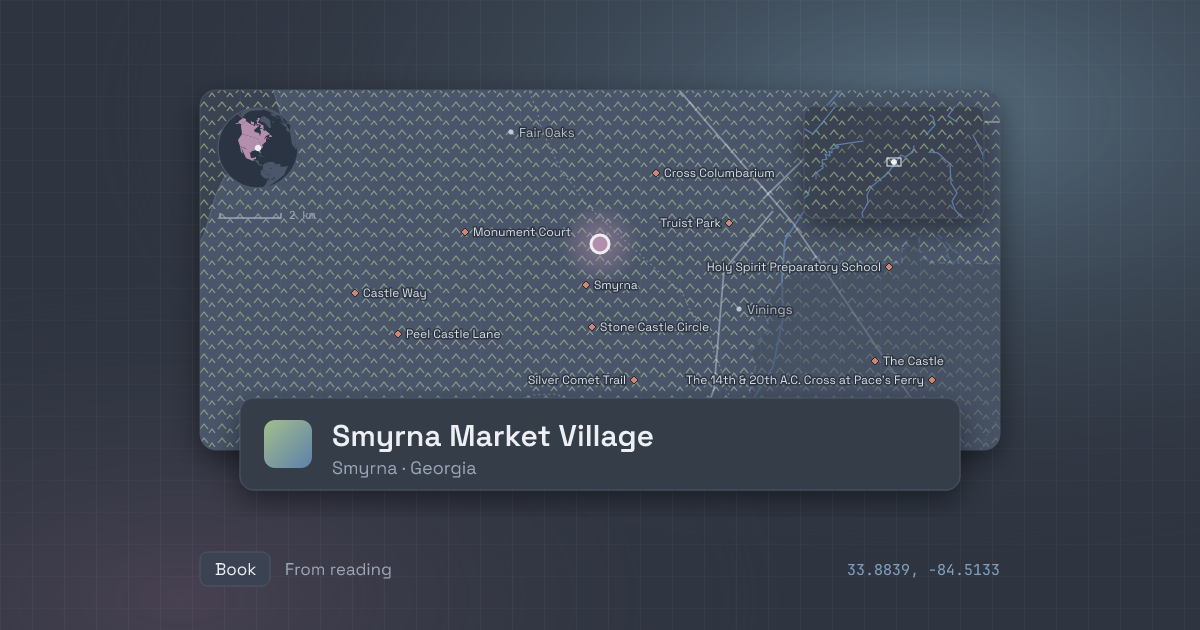 Fair Oaks
Cross Columbarium
2 km
Truist Park
Monument Court
Holy Spirit Preparatory School
Smyrna
Castle Way
Vinings
Stone Castle Circle
Peel Castle Lane
The Castle
Silver Comet Trail
The 14th & 20th A.C. Cross at Pace's Ferry
Smyrna Market Village
Smyrna · Georgia
Book
From reading
33.8839, -84.5133